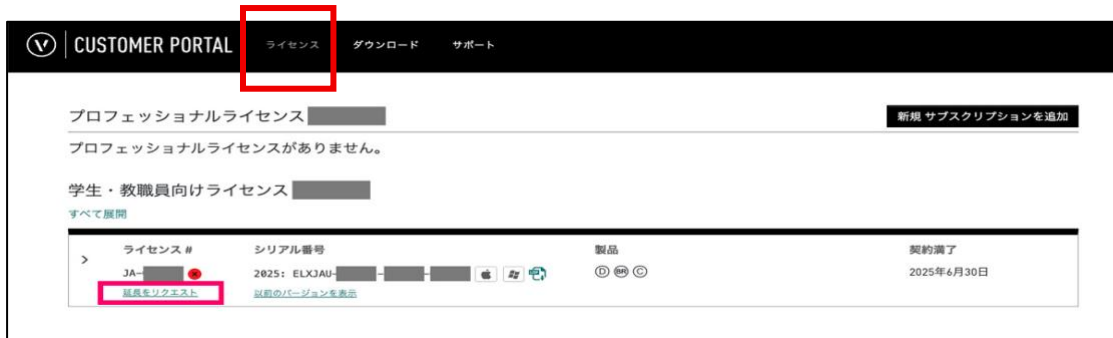 CUSTOMER PORTAL ライセンス ダウンロード サポート
プロフェッショナルライセンス
新規 サブスクリプションを追加
プロフェッショナルライセンスがありません。
学生・教職員向けライセンス
すべて展開
ライセンス # シリアル番号 製品 契約満了
JA- 2025: ELXJAU- - - D BR C 2025年6月30日
延長をリクエスト 以前のバージョンを表示